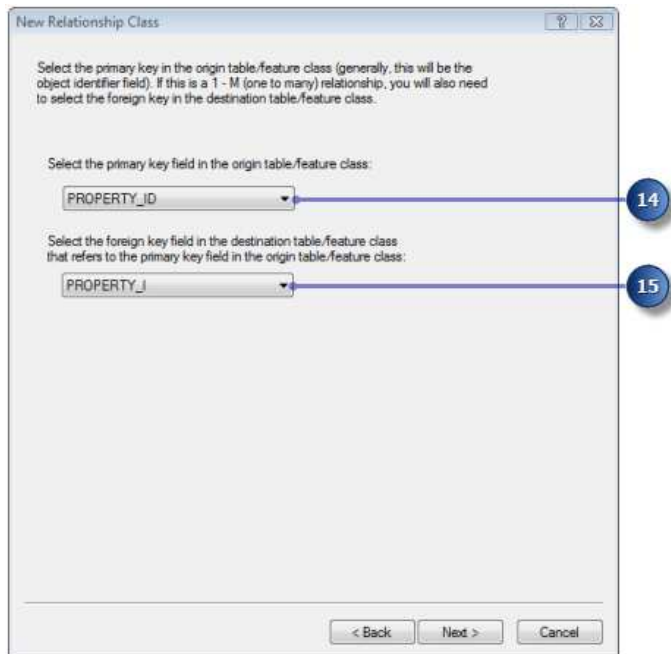 New Relationship Class
Select the primary key in the origin table/feature class (generally, this will be the
object identifier field). If this is a 1 - M (one to many) relationship, you will also need
to select the foreign key in the destination table/feature class.
Select the primary key field in the origin table/feature class:
PROPERTY_ID
14
Select the foreign key field in the destination table/feature class
that refers to the primary key field in the origin table/feature class:
PROPERTY_I
15
< Back
Next >
Cancel